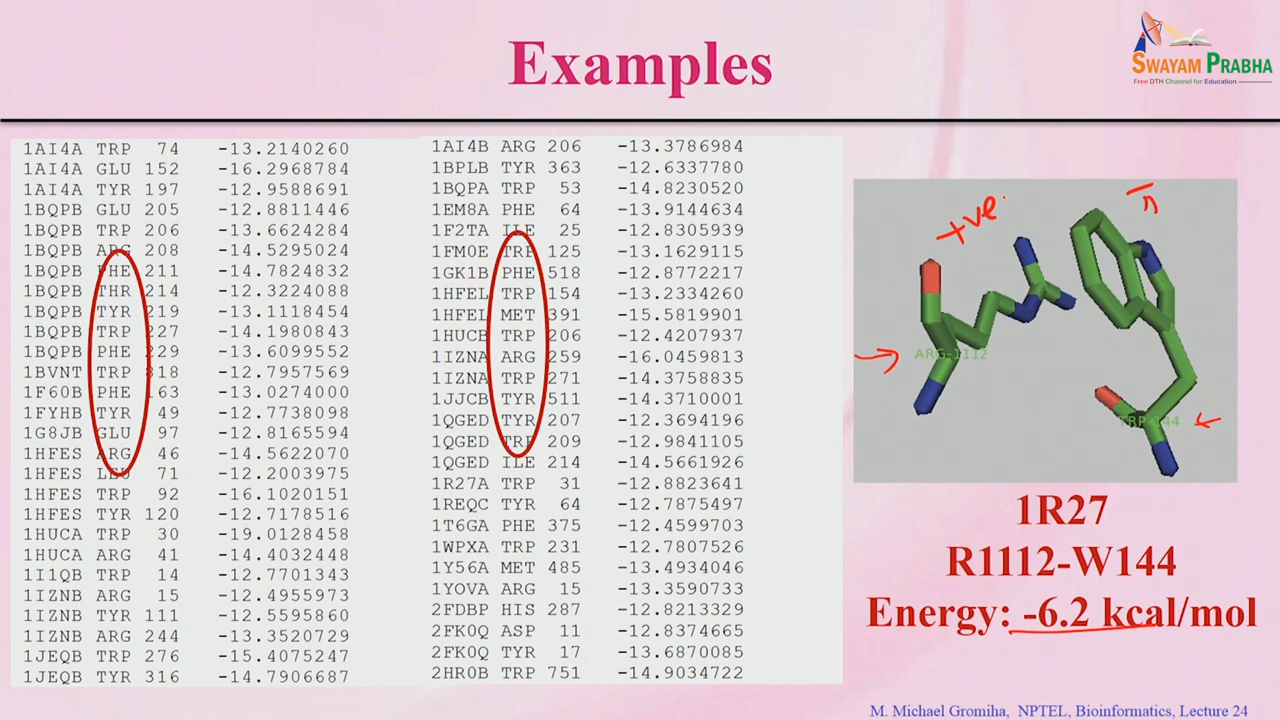 Examples
SWAYAM PRABHA
Free DTH Channel for Education
1AI4A TRP 74 -13.2140260
1AI4A GLU 152 -16.2968784
1AI4A TYR 197 -12.9588691
1BQPB GLU 205 -12.8811446
1BQPB TRP 206 -13.6624284
1BQPB ARG 208 -14.5295024
1BQPB PHE 211 -14.7824832
1BQPB THR 214 -12.3224088
1BQPB TYR 219 -13.1118454
1BQPB TRP 227 -14.1980843
1BQPB PHE 229 -13.6099552
1BVNT TRP 818 -12.7957569
1F60B PHE 163 -13.0274000
1FYHB TYR 49 -12.7738098
1G8JB GLU 97 -12.8165594
1HFES ARG 46 -14.5622070
1HFES LEU 71 -12.2003975
1HFES TRP 92 -16.1020151
1HFES TYR 120 -12.7178516
1HUCA TRP 30 -19.0128458
1HUCA ARG 41 -14.4032448
1I1QB TRP 14 -12.7701343
1IZNB ARG 15 -12.4955973
1IZNB TYR 111 -12.5595860
1IZNB ARG 244 -13.3520729
1JEQB TRP 276 -15.4075247
1JEQB TYR 316 -14.7906687
1AI4B ARG 206 -13.3786984
1BPLB TYR 363 -12.6337780
1BQPA TRP 53 -14.8230520
1EM8A PHE 64 -13.9144634
1F2TA ILE 25 -12.8305939
1FM0E TRP 125 -13.1629115
1GK1B PHE 518 -12.8772217
1HFEL TRP 154 -13.2334260
1HFEL MET 391 -15.5819901
1HUCB TRP 206 -12.4207937
1IZNA ARG 259 -16.0459813
1IZNA TRP 271 -14.3758835
1JJCB TYR 511 -14.3710001
1QGED TYR 207 -12.3694196
1QGED TRP 209 -12.9841105
1QGED ILE 214 -14.5661926
1R27A TRP 31 -12.8823641
1REQC TYR 64 -12.7875497
1T6GA PHE 375 -12.4599703
1WPXA TRP 231 -12.7807526
1Y56A MET 485 -13.4934046
1YOVA ARG 15 -13.3590733
2FDBP HIS 287 -12.8213329
2FK0Q ASP 11 -12.8374665
2FK0Q TYR 17 -13.6870085
2HR0B TRP 751 -14.9034722
+ve
π
ARG-1112
TRP-144
1R27
R1112-W144
Energy: -6.2 kcal/mol
M. Michael Gromiha, NPTEL, Bioinformatics, Lecture 24